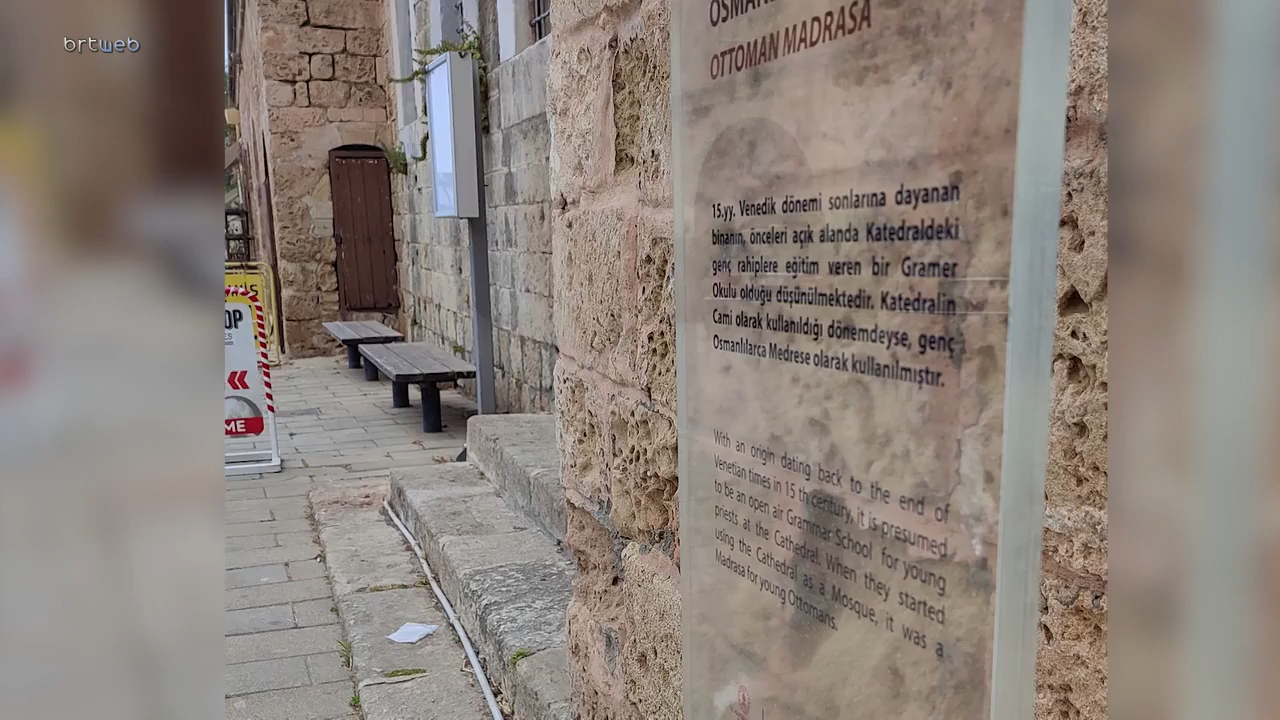 brtweb
OTTOMAN MADRASA
15.yy. Venedik dönemi sonlarına dayanan
binanın, önceleri açık alanda Katedraldeki
genç rahiplere eğitim veren bir Gramer
Okulu olduğu düşünülmektedir. Katedralin
Cami olarak kullanıldığı dönemdeyse, genç
Osmanlılarca Medrese olarak kullanılmıştır.
With an origin dating back to the end of
Venetian times in 15 th century, it is presumed
to be an open air Grammar School for young
priests at the Cathedral. When they started
using the Cathedral as a Mosque, it was a
Madrasa for young Ottomans.